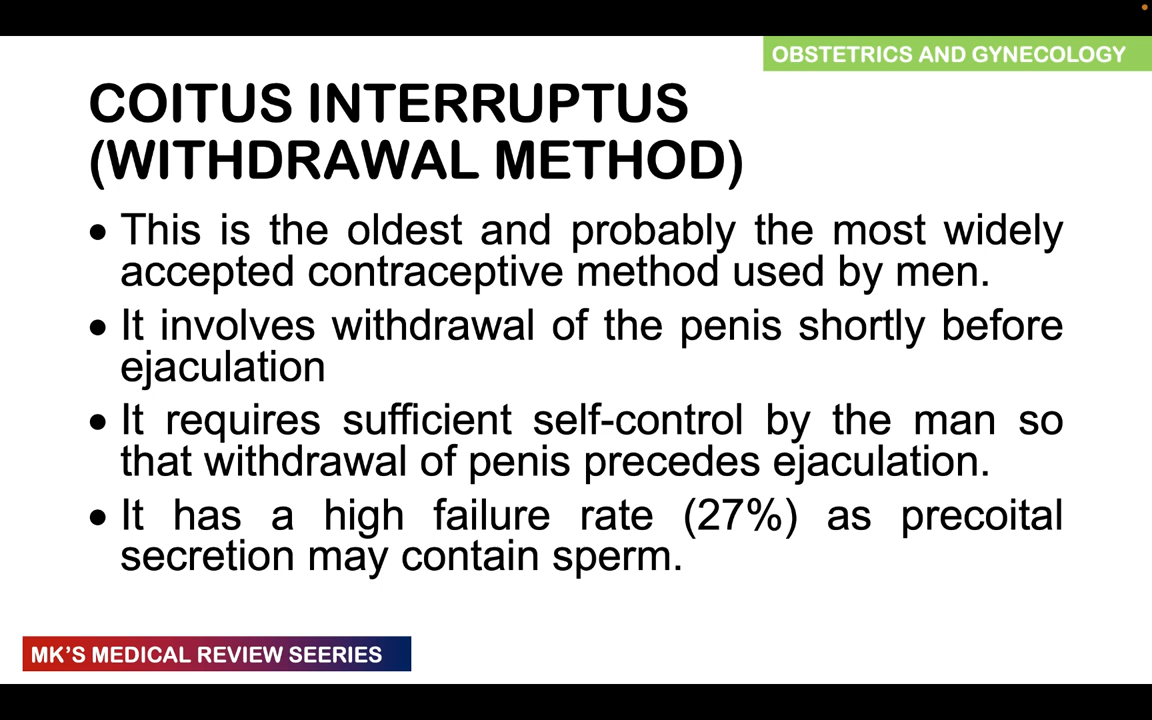 OBSTETRICS AND GYNECOLOGY
COITUS INTERRUPTUS
(WITHDRAWAL METHOD)
• This is the oldest and probably the most widely
accepted contraceptive method used by men.
• It involves withdrawal of the penis shortly before
ejaculation
• It requires sufficient self-control by the man so
that withdrawal of penis precedes ejaculation.
• It has a high failure rate (27%) as precoital
secretion may contain sperm.
MK'S MEDICAL REVIEW SEERIES